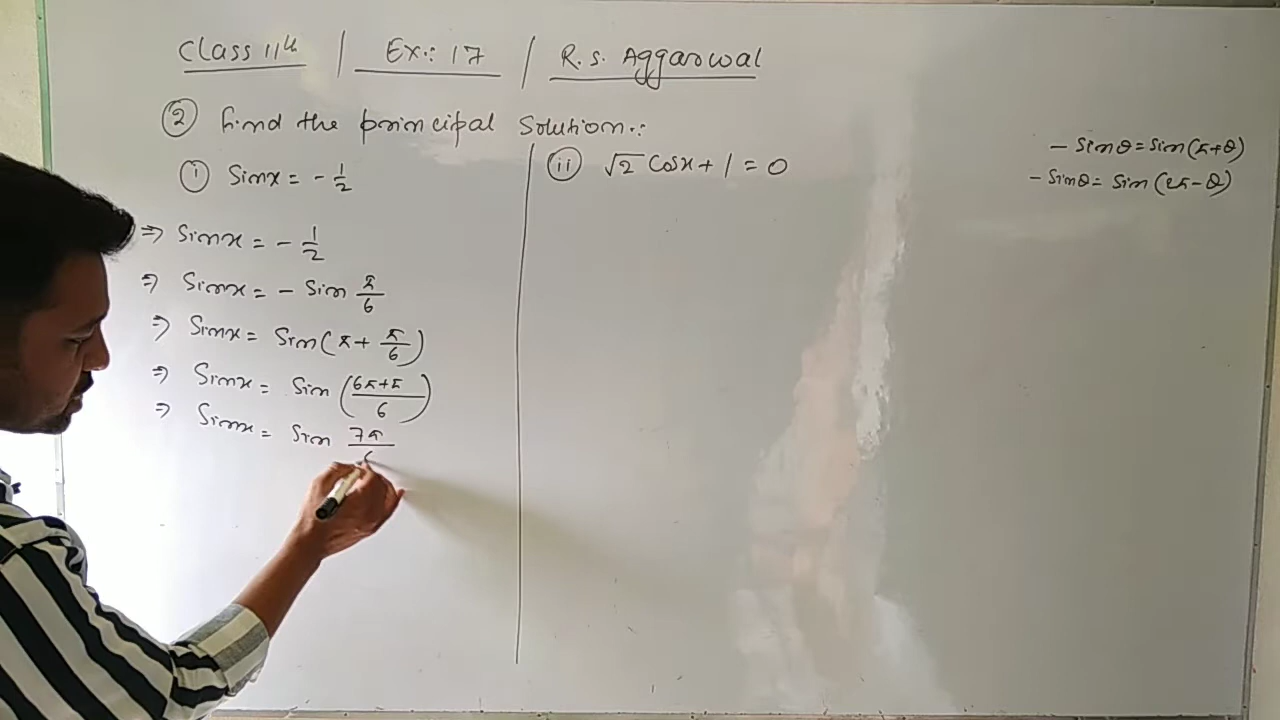 Class 11th / Ex.: 17 / R.S. Aggarwal
② Find the principal Solution.:
ⓘ Sinx = -1/2
⇒ Sinx = -1/2
⇒ Sinx = - Sin π/6
⇒ Sinx = Sin(π + π/6)
⇒ Sinx = Sin((6π+π)/6)
⇒ Sinx = Sin 7π/6
ⓘⓘ √2 Cosx + 1 = 0
- Sinθ = Sin(π+θ)
- Sinθ = Sin(2π-θ)